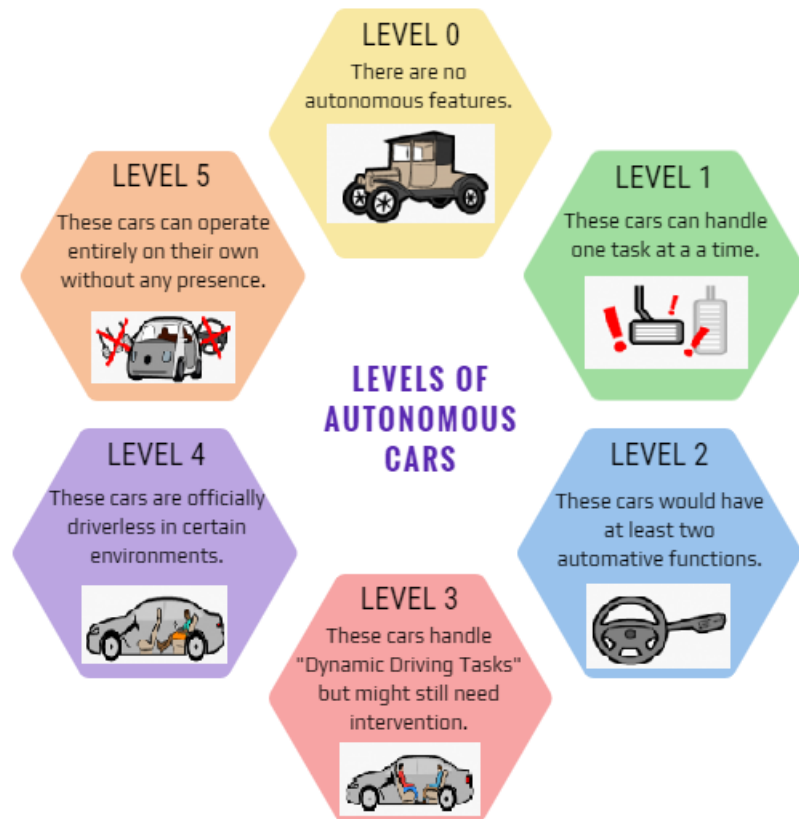 LEVEL 0
There are no
autonomous features.
LEVEL 1
These cars can handle
one task at a a time.
LEVEL 2
These cars would have
at least two
automative functions.
LEVEL 3
These cars handle
"Dynamic Driving Tasks"
but might still need
intervention.
LEVEL 4
These cars are officially
driverless in certain
environments.
LEVEL 5
These cars can operate
entirely on their own
without any presence.
LEVELS OF
AUTONOMOUS
CARS